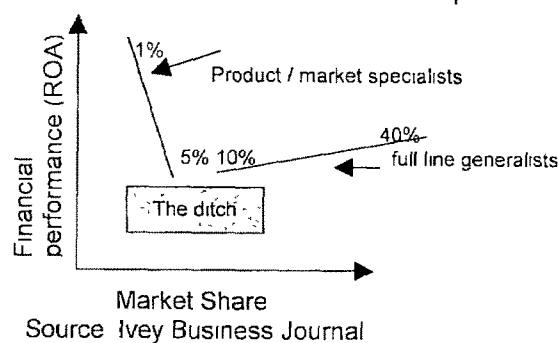 Financial
performance (ROA)
1%
Product / market specialists
5% 10%
40%
full line generalists
The ditch
Market Share
Source Ivey Business Journal